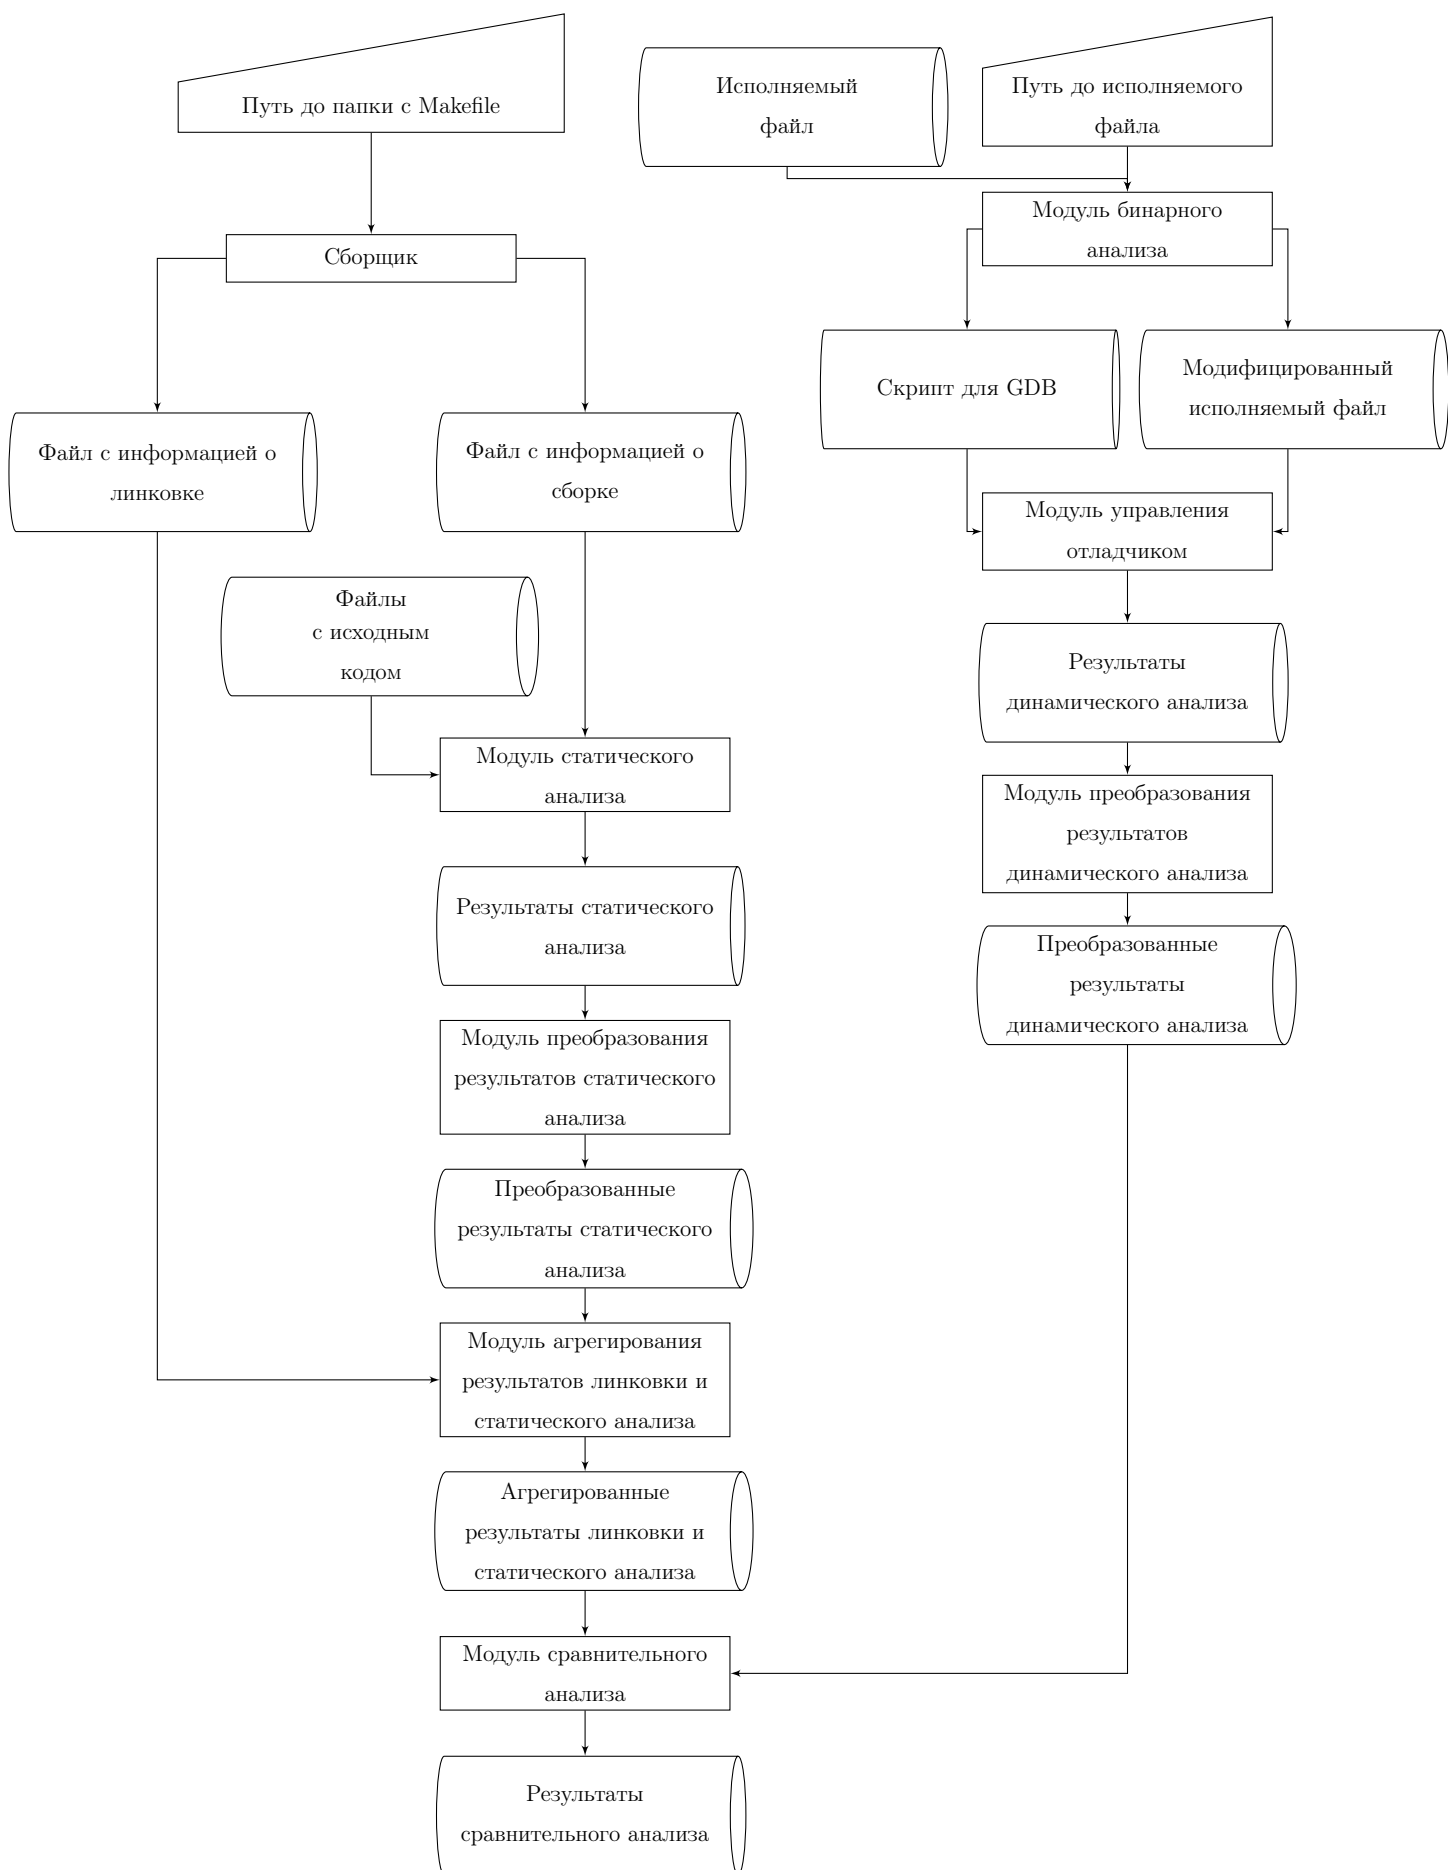 Путь до папки с Makefile
Исполняемый
файл
Путь до исполняемого
файла
Модуль бинарного
анализа
Сборщик
Скрипт для GDB
Модифицированный
исполняемый файл
Файл с информацией о
линковке
Файл с информацией о
сборке
Модуль управления
отладчиком
Файлы
с исходным
кодом
Результаты
динамического анализа
Модуль статического
анализа
Модуль преобразования
результатов
динамического анализа
Результаты статического
анализа
Преобразованные
результаты
динамического анализа
Модуль преобразования
результатов статического
анализа
Преобразованные
результаты статического
анализа
Модуль агрегирования
результатов линковки и
статического анализа
Агрегированные
результаты линковки и
статического анализа
Модуль сравнительного
анализа
Результаты
сравнительного анализа